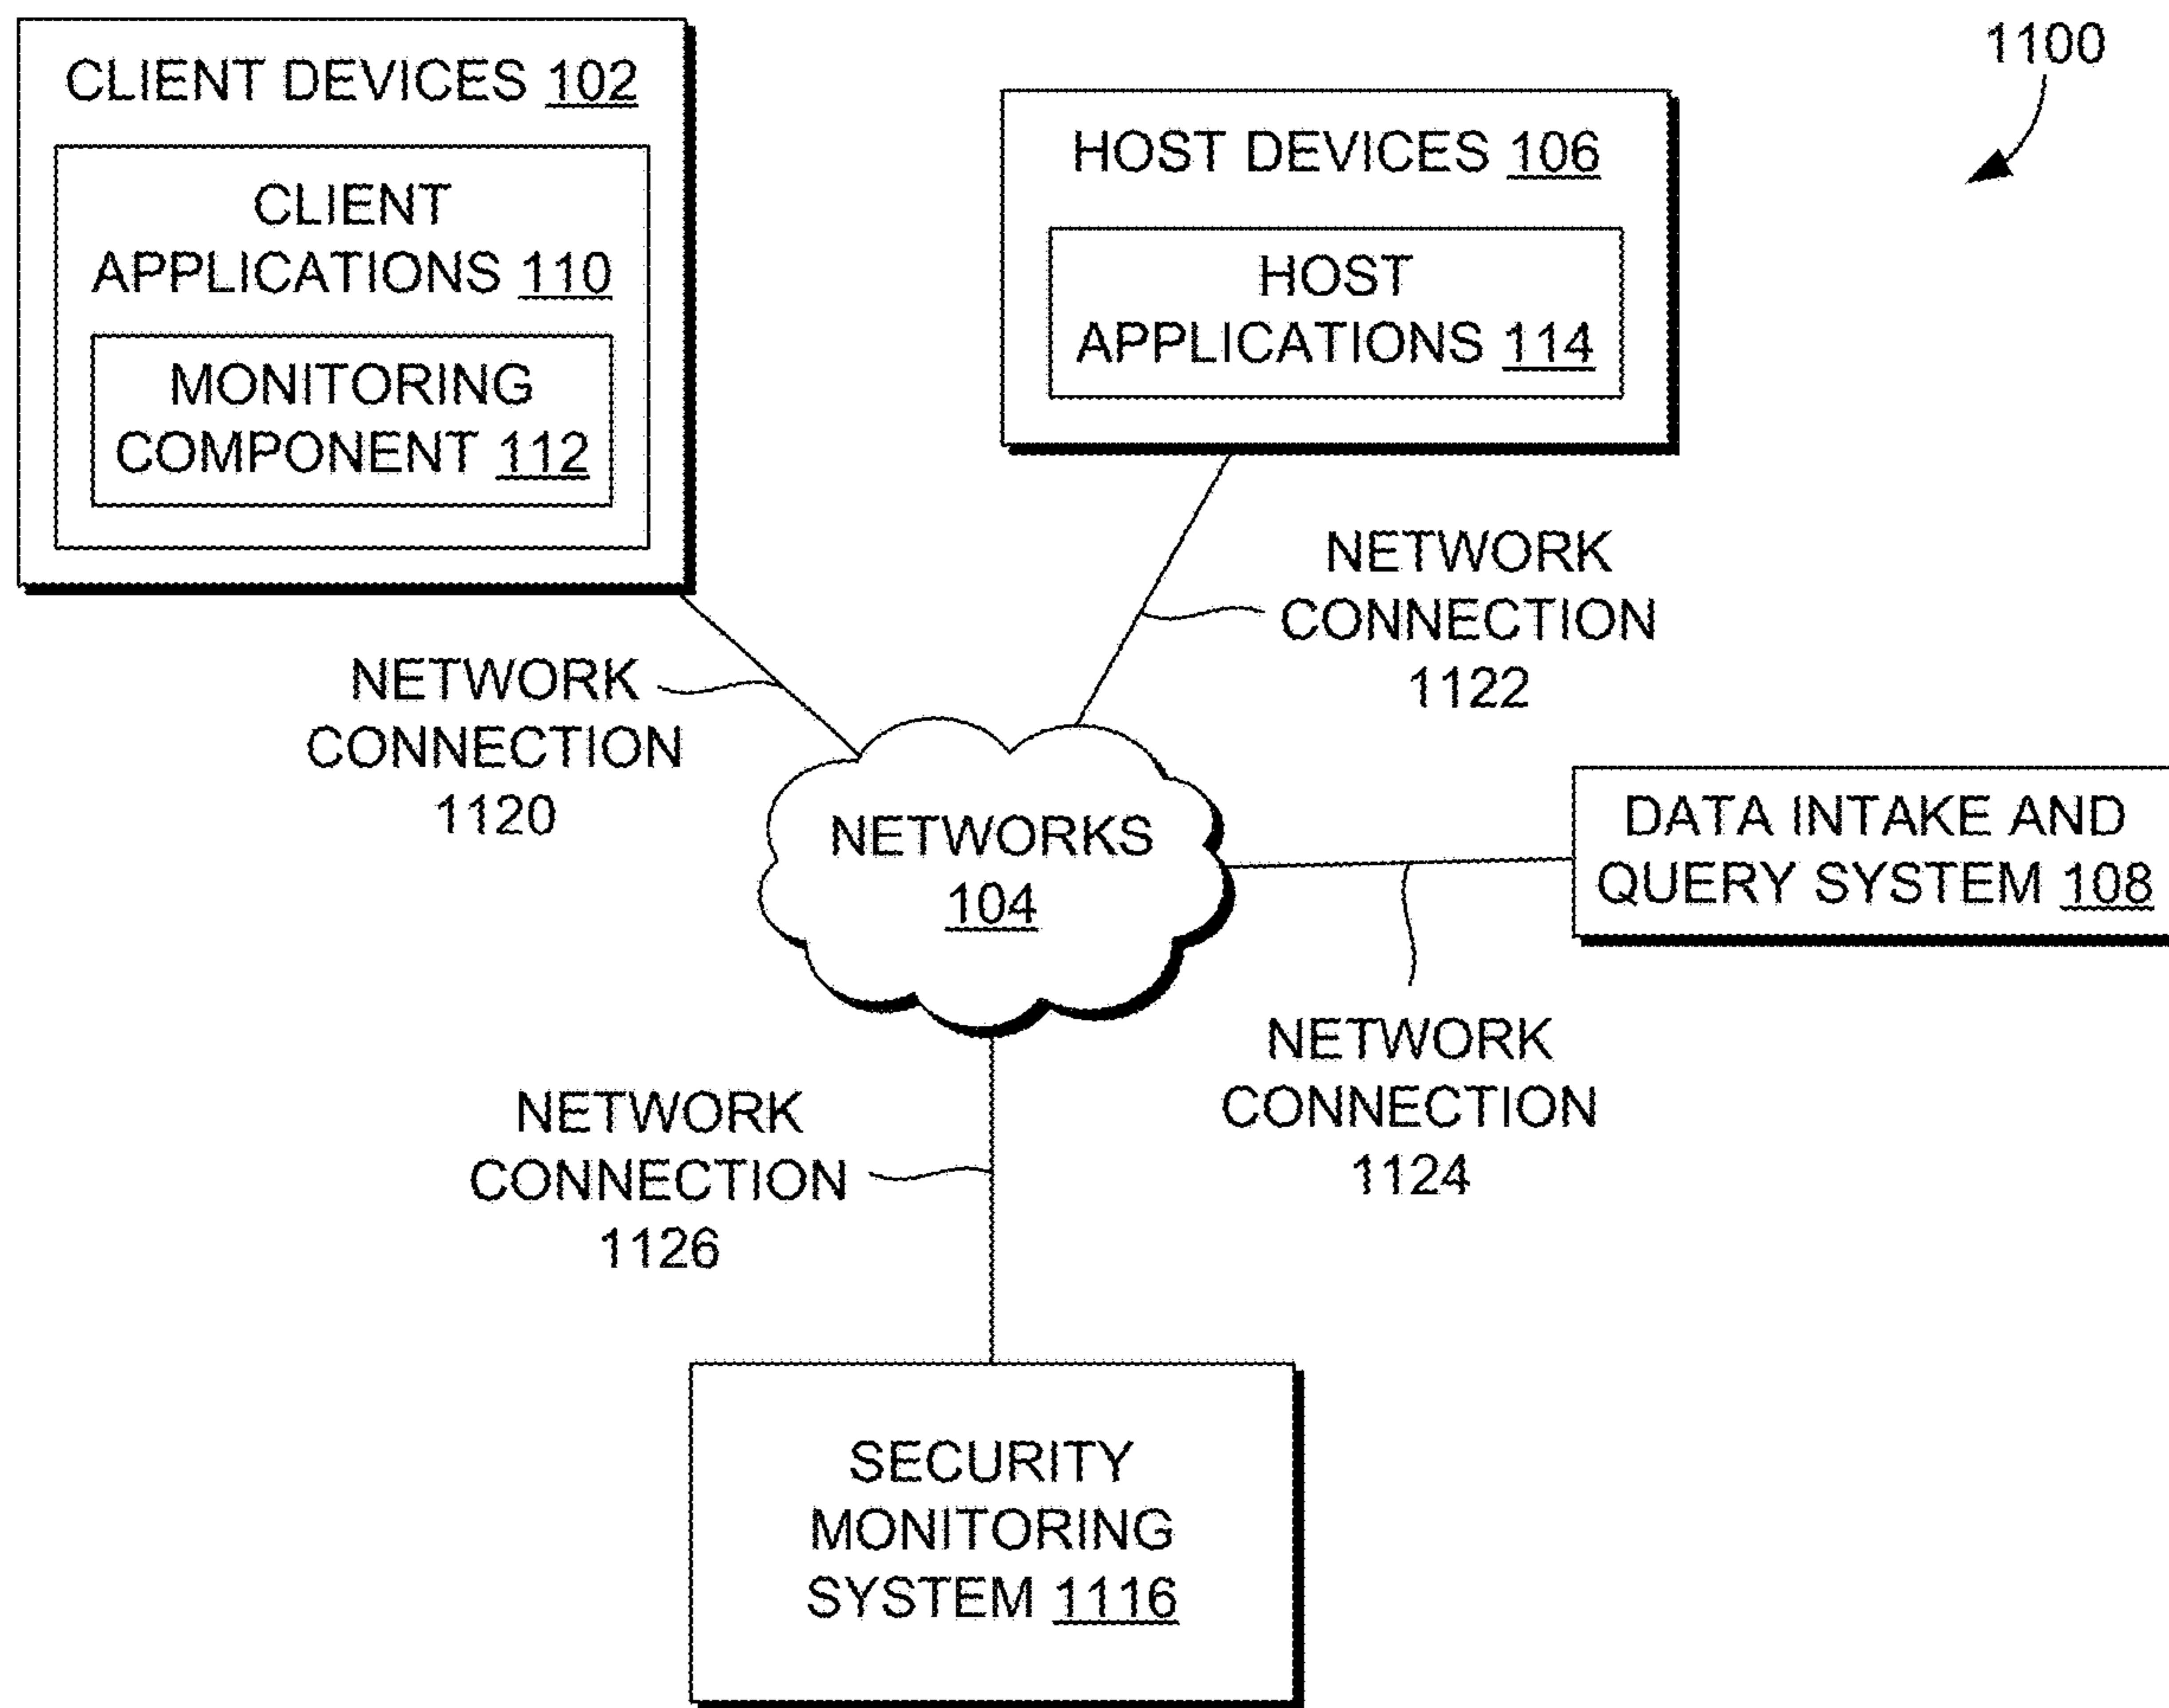 1100
CLIENT DEVICES 102
CLIENT
APPLICATIONS 110
MONITORING
COMPONENT 112
HOST DEVICES 106
HOST
APPLICATIONS 114
NETWORK
CONNECTION
1120
NETWORK
CONNECTION
1122
NETWORKS
104
DATA INTAKE AND
QUERY SYSTEM 108
NETWORK
CONNECTION
1124
NETWORK
CONNECTION
1126
SECURITY
MONITORING
SYSTEM 1116